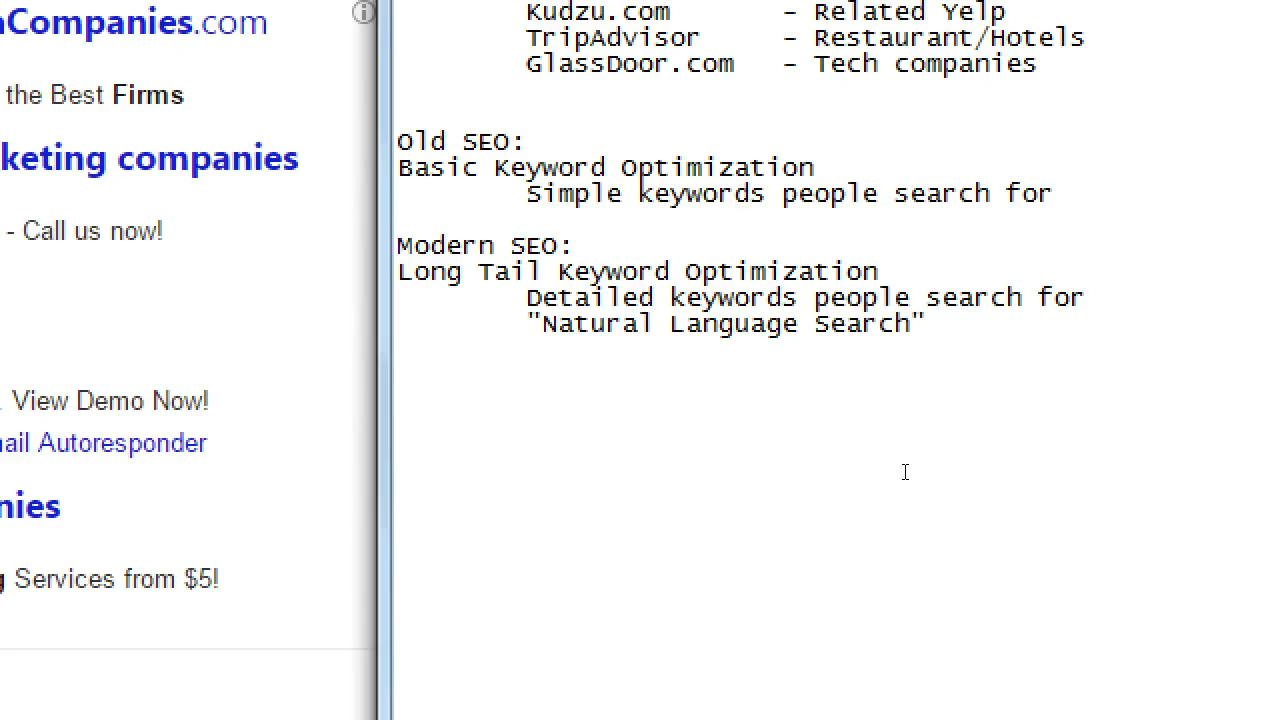 Companies.com
the Best Firms
keting companies
- Call us now!
View Demo Now!
ail Autoresponder
nies
g Services from $5!
Kudzu.com - Related Yelp
TripAdvisor - Restaurant/Hotels
GlassDoor.com - Tech companies
Old SEO:
Basic Keyword Optimization
Simple keywords people search for
Modern SEO:
Long Tail Keyword Optimization
Detailed keywords people search for
"Natural Language Search"